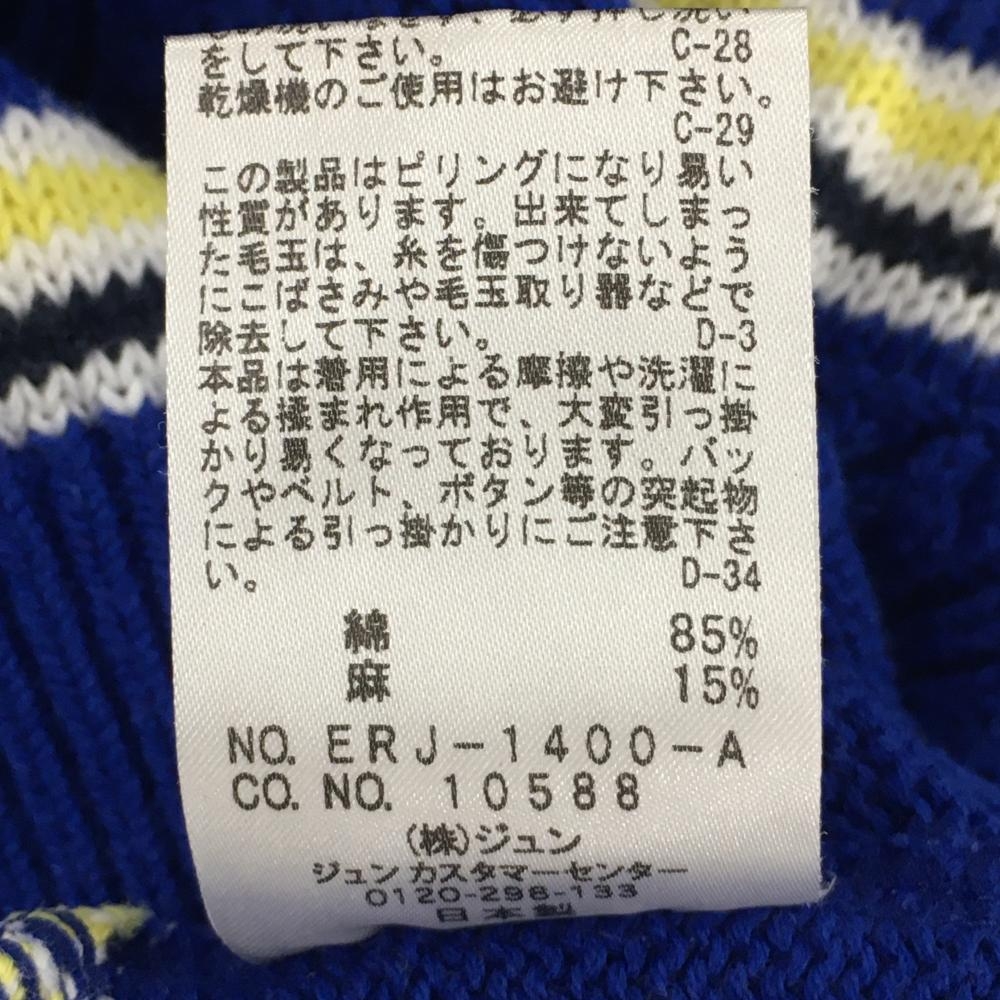 をして下さい。 C-28
乾燥機のご使用はお避け下さい。
C-29
この製品はピリングになり易い
性質があります。出来てしまっ
た毛玉は、糸を傷つけないよう
にこばさみや毛玉取り器などで
除去して下さい。 D-3
本品は着用による摩擦や洗濯に
よる揉まれ作用で、大変引っ掛
かり易くなっております。バッ
クやベルト、ボタン等の突起物
による引っ掛かりにご注意下さ
い。 D-34
綿 85%
麻 15%
NO. ERJ-1400-A
CO. NO. 10588
(株)ジュン
ジュン カスタマーセンター
0120-298-133
日本製